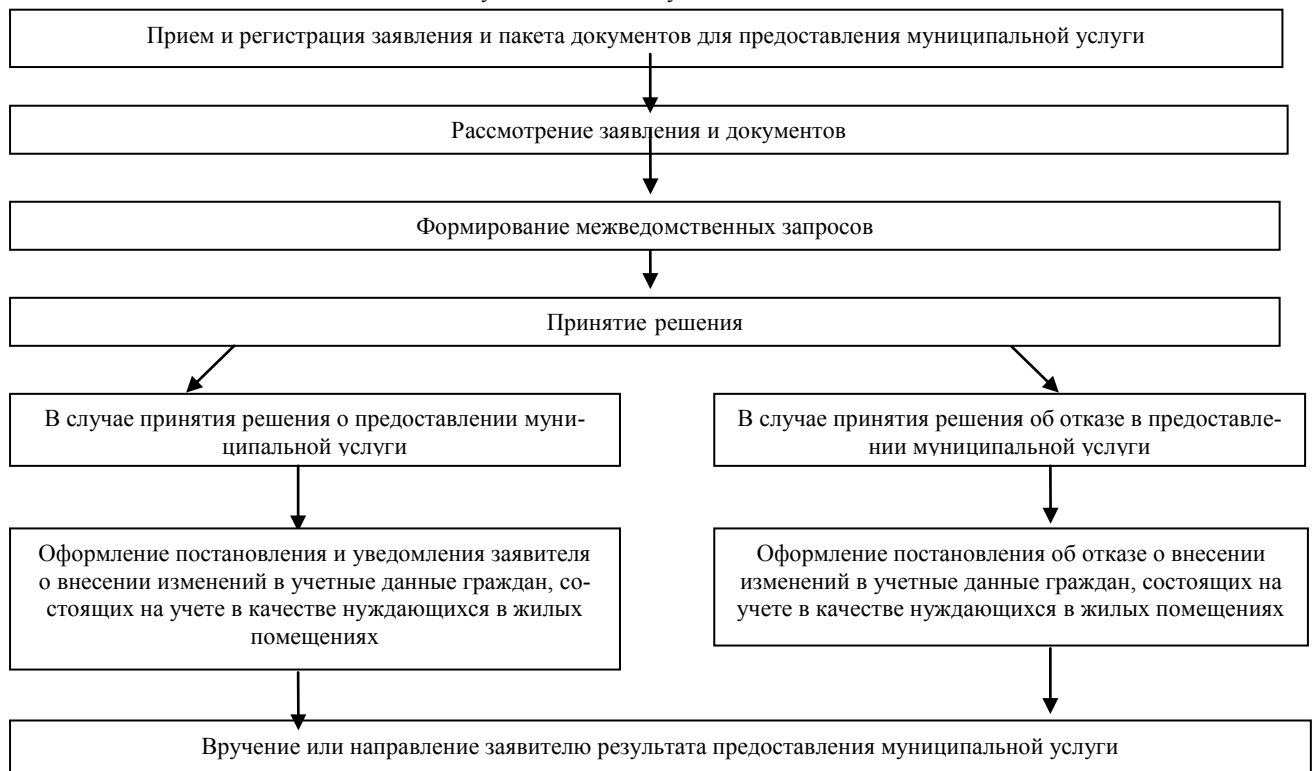 Прием и регистрация заявления и пакета документов для предоставления муниципальной услуги
Рассмотрение заявления и документов
Формирование межведомственных запросов
Принятие решения
В случае принятия решения о предоставлении муни-
ципальной услуги
В случае принятия решения об отказе в предоставле-
нии муниципальной услуги
Оформление постановления и уведомления заявителя
о внесении изменений в учетные данные граждан, со-
стоящих на учете в качестве нуждающихся в жилых
помещениях
Оформление постановления об отказе о внесении
изменений в учетные данные граждан, состоящих на
учете в качестве нуждающихся в жилых помещениях
Вручение или направление заявителю результата предоставления муниципальной услуги